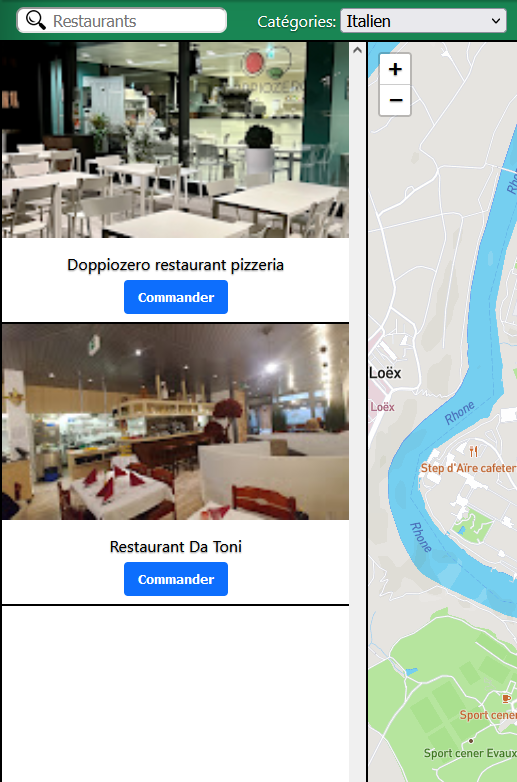 Restaurants
Catégories: Italien
DOPPIOZERO
Doppiozero restaurant pizzeria
Commander
Restaurant Da Toni
Commander
+
−
Rhone
Loëx
Loëx
Rhone
Step d'Aïre cafeter
Rhone
Sport cener
Sport cener Evaux